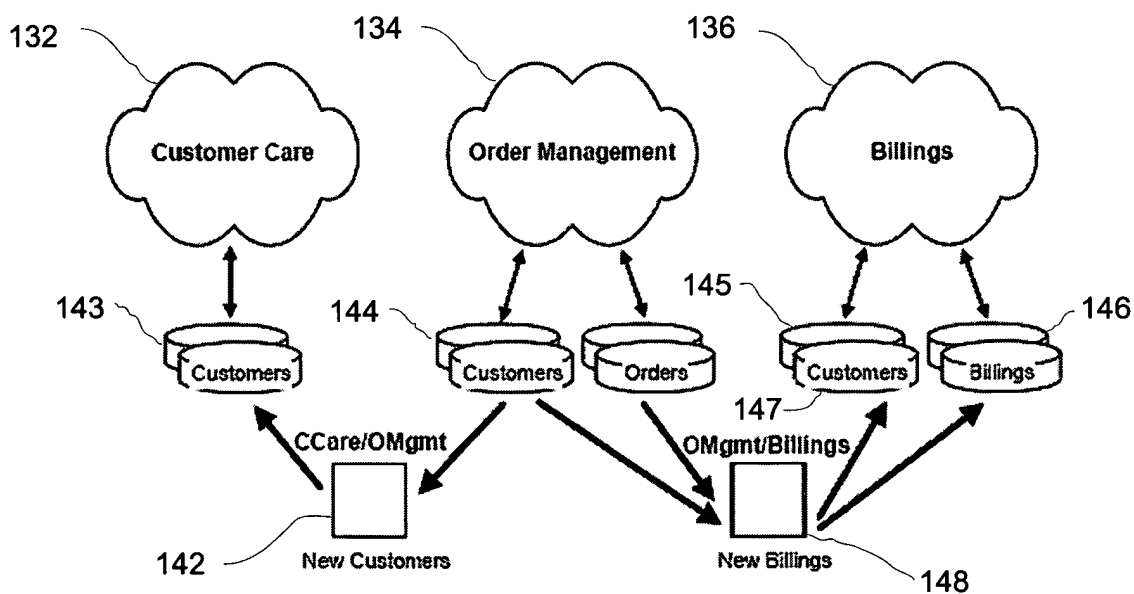 132
134
136
Customer Care
Order Management
Billings
143
144
145
146
Customers
Customers
Orders
Customers
Billings
147
CCare/OMgmt
OMgmt/Billings
142
New Customers
New Billings
148